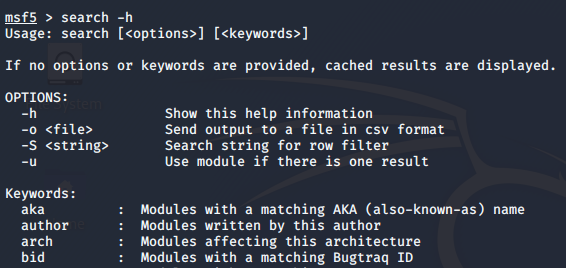 msf5 > search -h
Usage: search [<options>] [<keywords>]
If no options or keywords are provided, cached results are displayed.
OPTIONS:
-h Show this help information
-o <file> Send output to a file in csv format
-S <string> Search string for row filter
-u Use module if there is one result
Keywords:
aka : Modules with a matching AKA (also-known-as) name
author : Modules written by this author
arch : Modules affecting this architecture
bid : Modules with a matching Bugtraq ID